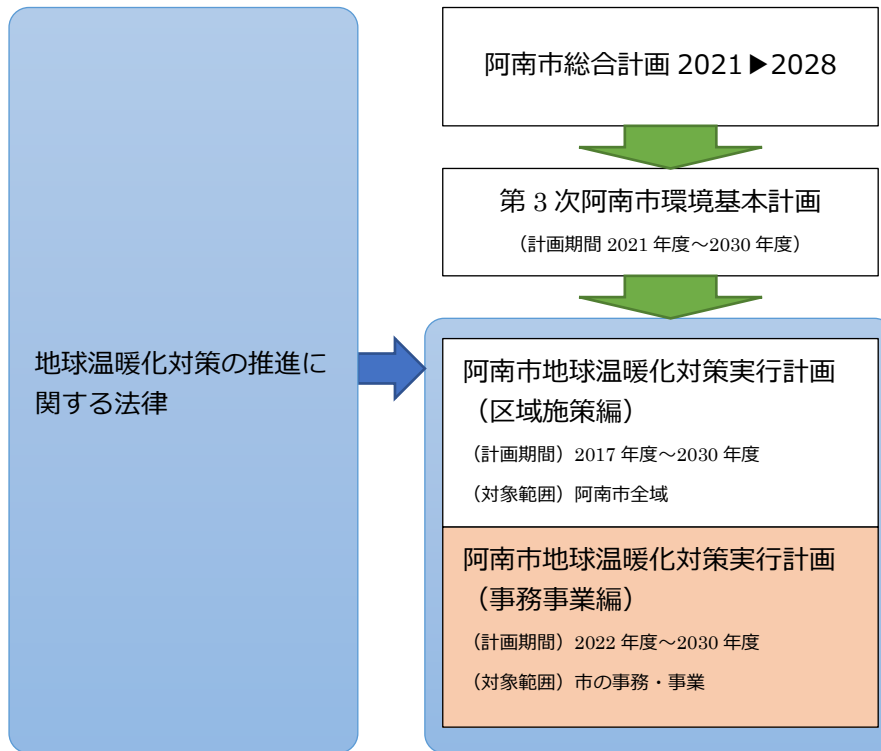 阿南市総合計画 2021▶2028
第 3 次阿南市環境基本計画
（計画期間 2021 年度～2030 年度）
地球温暖化対策の推進に
関する法律
阿南市地球温暖化対策実行計画
（区域施策編）
（計画期間）2017 年度～2030 年度
（対象範囲）阿南市全域
阿南市地球温暖化対策実行計画
（事務事業編）
（計画期間）2022 年度～2030 年度
（対象範囲）市の事務・事業